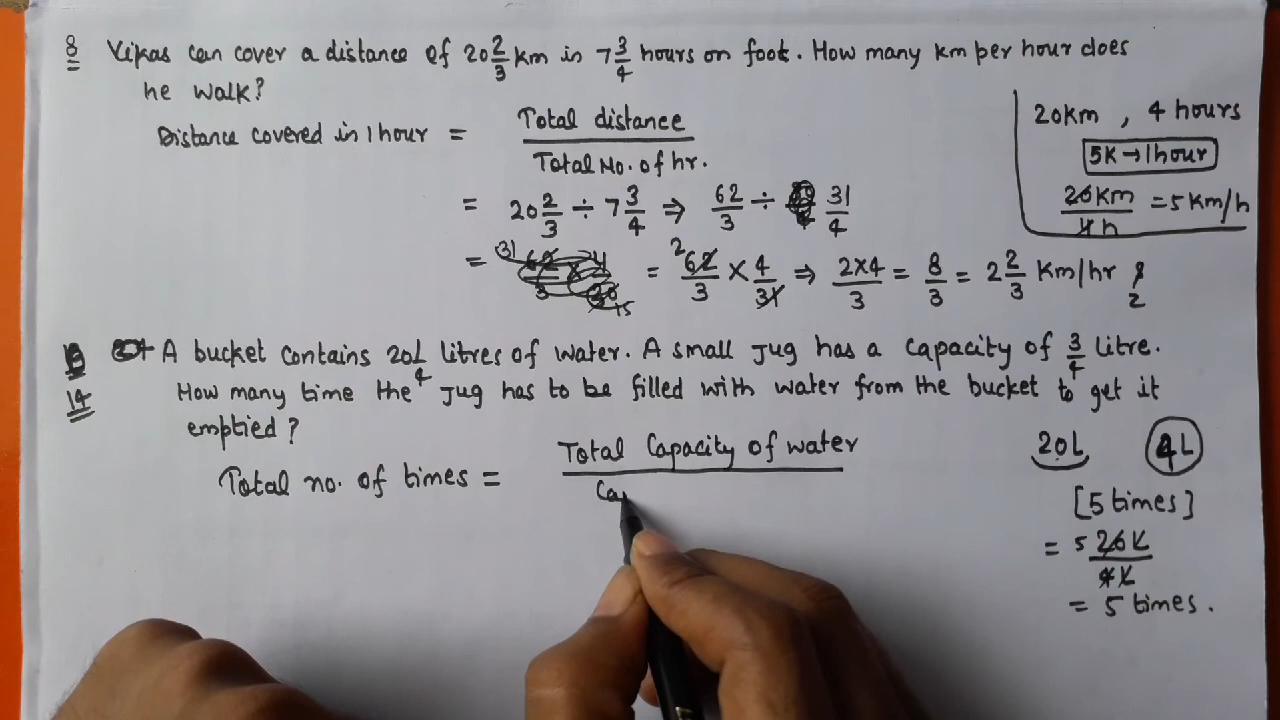 8 Vikas can cover a distance of 20 2/3 km in 7 3/4 hours on foot. How many km per hour does
he walk?
Distance covered in 1 hour = Total distance / Total No. of hr.
= 20 2/3 ÷ 7 3/4 ⇒ 62/3 ÷ 31/4
= = 62/3 × 4/31 ⇒ 2×4/3 = 8/3 = 2 2/3 km/hr
20km , 4 hours
5K→1hour
20km/4h = 5 km/h
14 A bucket contains 20 1/4 litres of water. A small jug has a capacity of 3/4 litre.
How many time the jug has to be filled with water from the bucket to get it
emptied?
Total no. of times = Total Capacity of water / Ca
20L 4L
[5 times]
= 5 20L/4L
= 5 times.